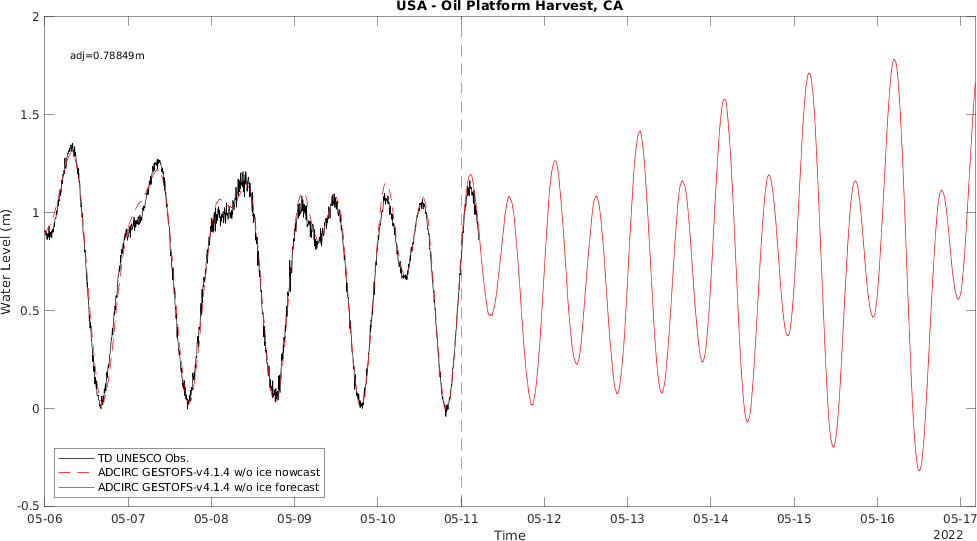 USA - Oil Platform Harvest, CA
adj=0.78849m
2
1.5
1
0.5
0
-0.5
Water Level (m)
TD UNESCO Obs.
ADCIRC GESTOFS-v4.1.4 w/o ice nowcast
ADCIRC GESTOFS-v4.1.4 w/o ice forecast
05-06 05-07 05-08 05-09 05-10 05-11 05-12 05-13 05-14 05-15 05-16 05-17
Time
2022